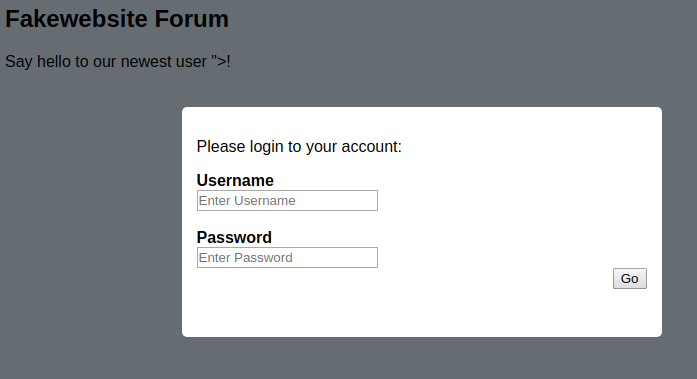 Fakewebsite Forum
Say hello to our newest user ">!
Please login to your account:
Username
Enter Username
Password
Enter Password
Go